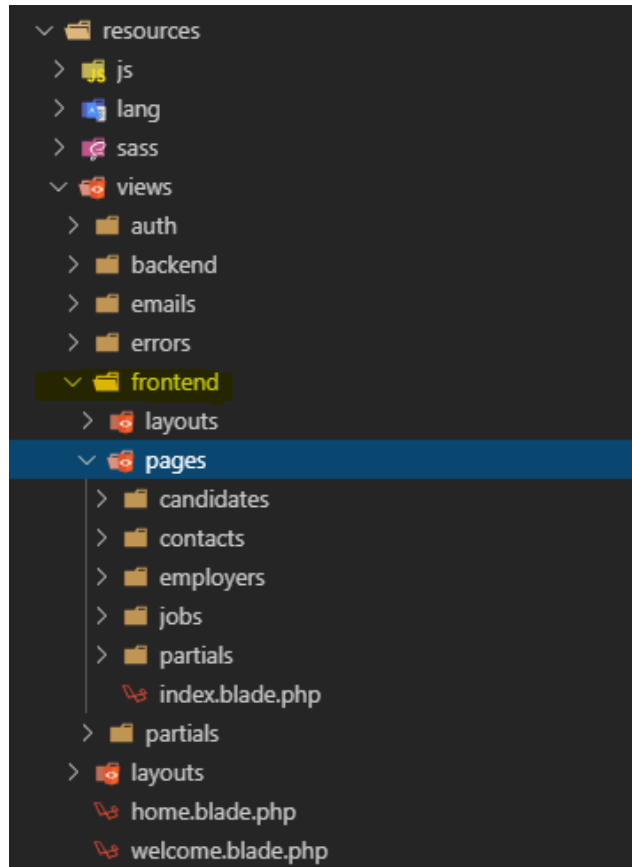 resources
JS js
lang
sass
views
auth
backend
emails
errors
frontend
layouts
pages
candidates
contacts
employers
jobs
partials
index.blade.php
partials
layouts
home.blade.php
welcome.blade.php